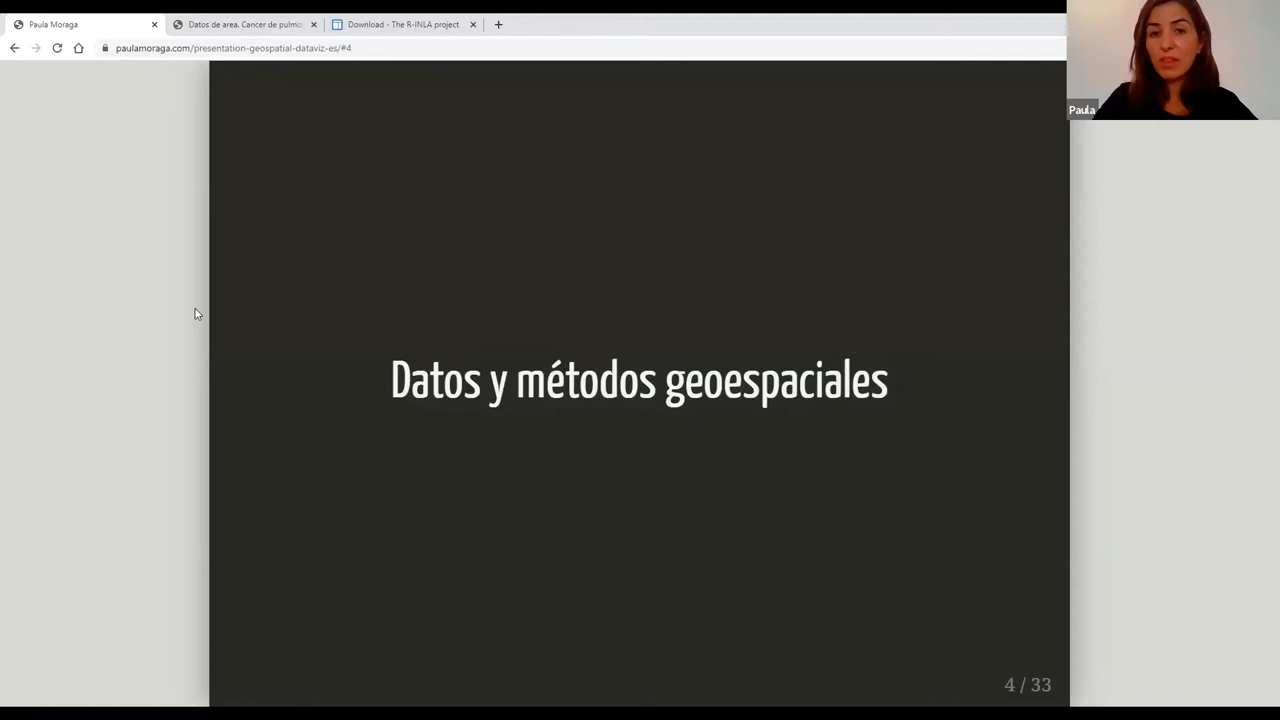 Paula Moraga
Datos de area. Cancer de pulmo
Download - The R-INLA project
paulamoraga.com/presentation-geospatial-dataviz-es/#4
Paula
Datos y métodos geoespaciales
4 / 33